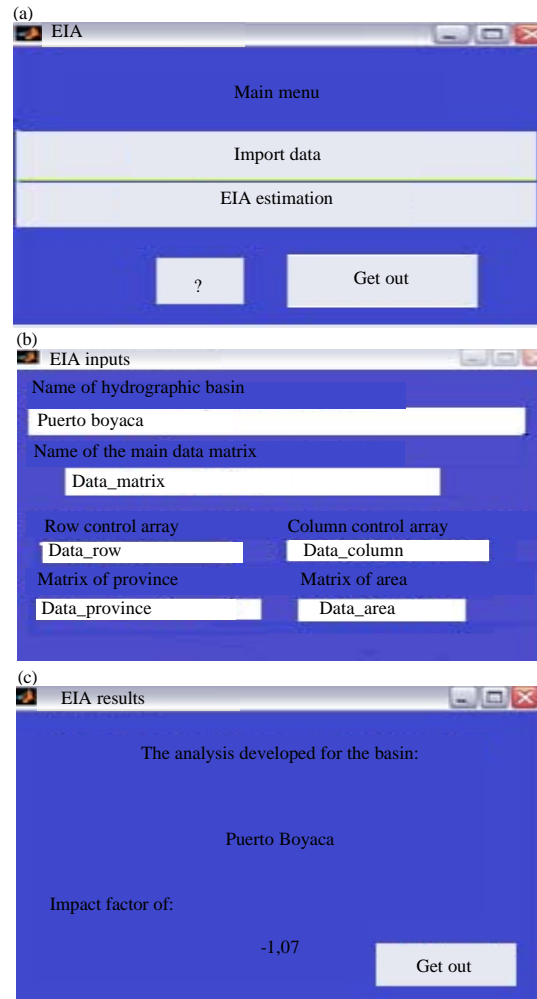 (a)
EIA
Main menu
Import data
EIA estimation
?
Get out
(b)
EIA inputs
Name of hydrographic basin
Puerto boyaca
Name of the main data matrix
Data_matrix
Row control array Column control array
Data_row Data_column
Matrix of province Matrix of area
Data_province Data_area
(c)
EIA results
The analysis developed for the basin:
Puerto Boyaca
Impact factor of:
-1,07
Get out